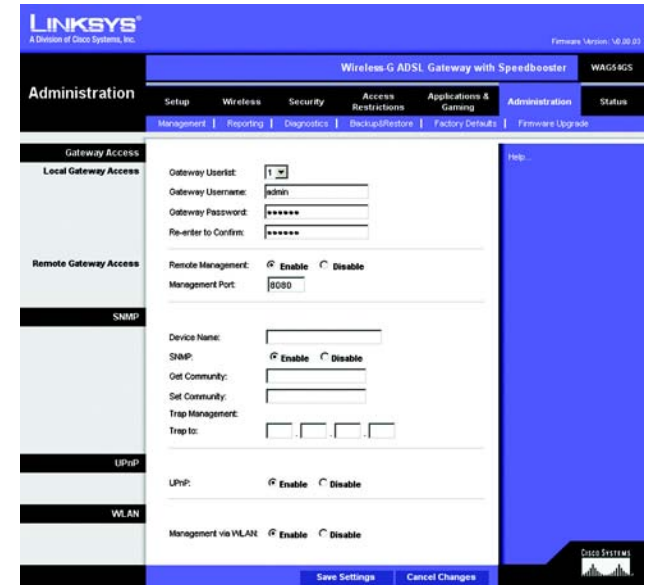 LINKSYS®
A Division of Cisco Systems, Inc.
Firmware Version: V0.00.03
Wireless-G ADSL Gateway with Speedbooster WAG54GS
Administration
Setup Wireless Security Access Restrictions Applications & Gaming Administration Status
Management | Reporting | Diagnostics | Backup&Restore | Factory Defaults | Firmware Upgrade
Gateway Access
Help...
Local Gateway Access
Gateway Userlist: 1
Gateway Username: admin
Gateway Password: ••••••
Re-enter to Confirm: ••••••
Remote Gateway Access
Remote Management: Enable Disable
Management Port: 8080
SNMP
Device Name:
SNMP: Enable Disable
Get Community:
Set Community:
Trap Management:
Trap to: . . .
UPnP
UPnP: Enable Disable
WLAN
Management via WLAN: Enable Disable
Save Settings Cancel Changes
CISCO SYSTEMS